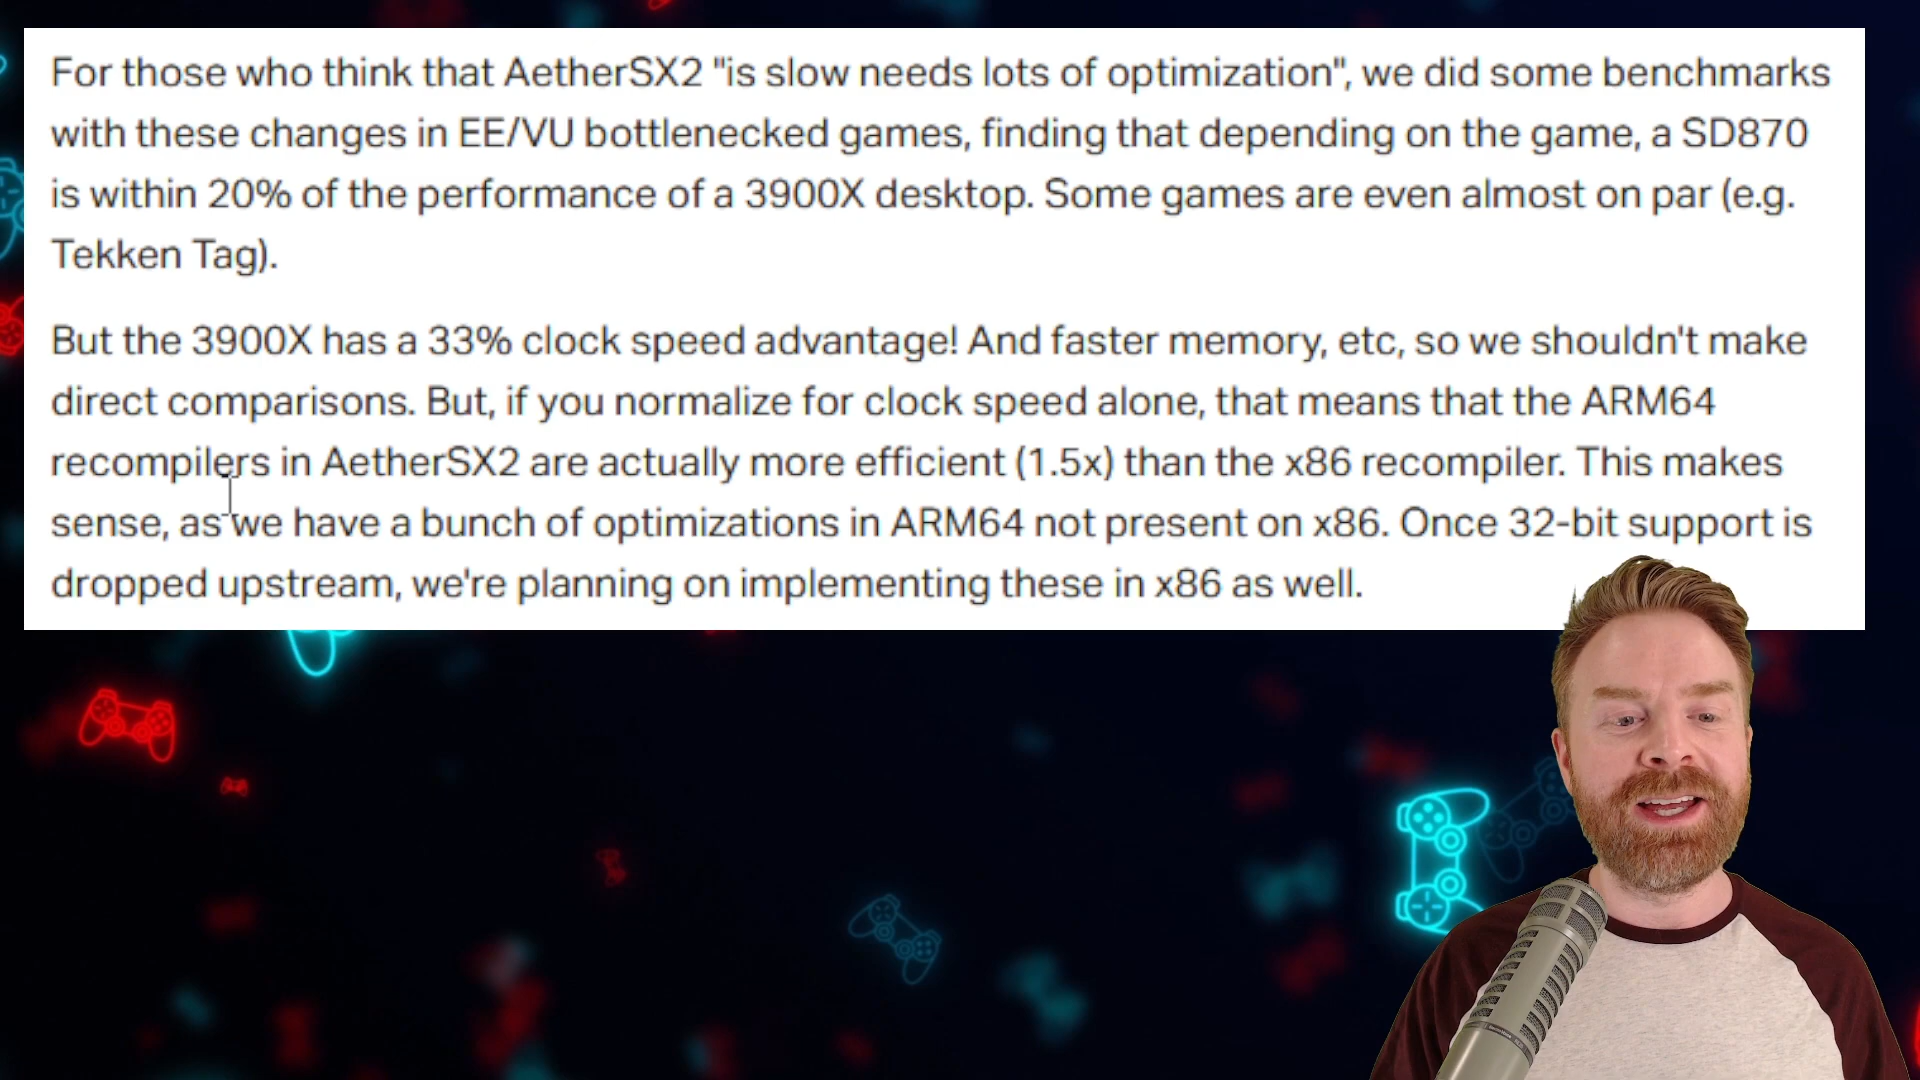 For those who think that AetherSX2 "is slow needs lots of optimization", we did some benchmarks
with these changes in EE/VU bottlenecked games, finding that depending on the game, a SD870
is within 20% of the performance of a 3900X desktop. Some games are even almost on par (e.g.
Tekken Tag).
But the 3900X has a 33% clock speed advantage! And faster memory, etc, so we shouldn't make
direct comparisons. But, if you normalize for clock speed alone, that means that the ARM64
recompilers in AetherSX2 are actually more efficient (1.5x) than the x86 recompiler. This makes
sense, as we have a bunch of optimizations in ARM64 not present on x86. Once 32-bit support is
dropped upstream, we're planning on implementing these in x86 as well.